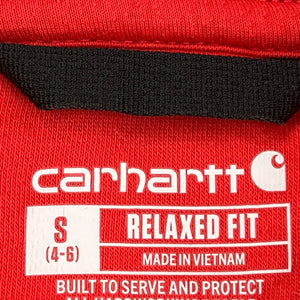 carhartt
S RELAXED FIT
(4-6) MADE IN VIETNAM
BUILT TO SERVE AND PROTECT